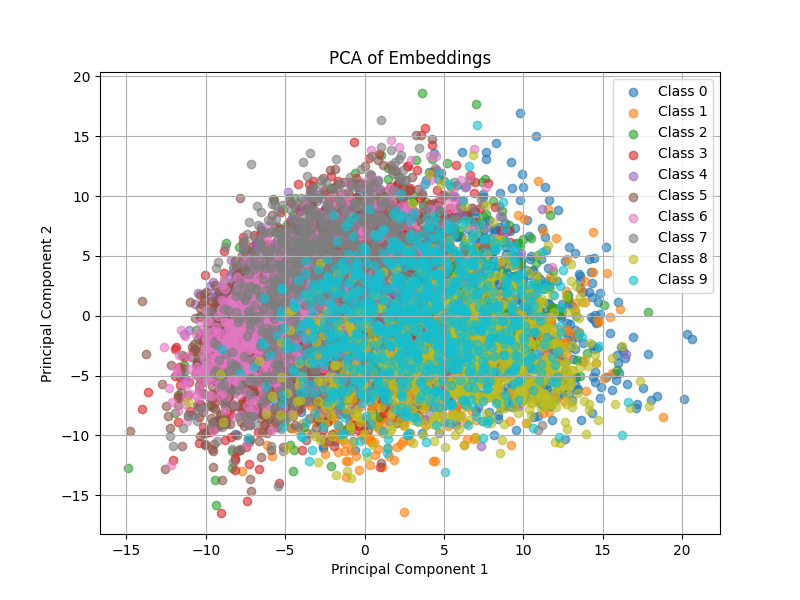 PCA of Embeddings
Class 0
Class 1
Class 2
Class 3
Class 4
Class 5
Class 6
Class 7
Class 8
Class 9
20
15
10
5
0
−5
−10
−15
Principal Component 2
−15
−10
−5
0
5
10
15
20
Principal Component 1